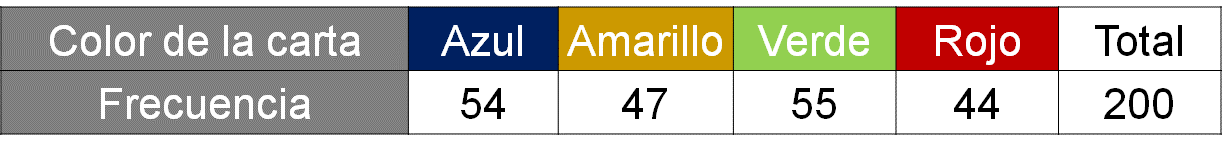 Color de la carta Azul Amarillo Verde Rojo Total
Frecuencia 54 47 55 44 200